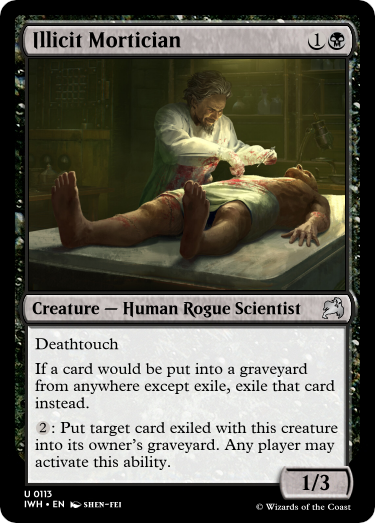 Illicit Mortician 1
Creature — Human Rogue Scientist
Deathtouch
If a card would be put into a graveyard
from anywhere except exile, exile that card
instead.
2: Put target card exiled with this creature
into its owner's graveyard. Any player may
activate this ability.
1/3
U 0113
IWH • EN SHEN-FEI
© Wizards of the Coast